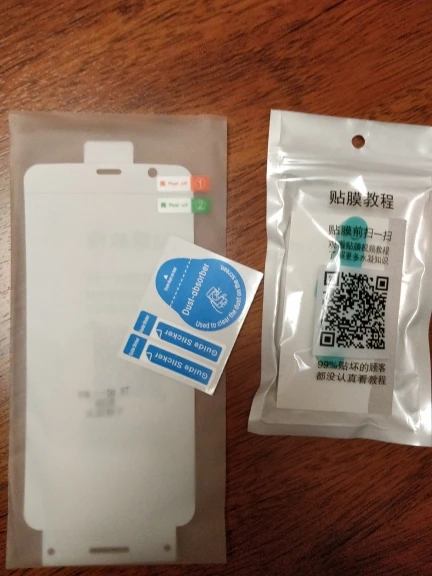 Peel off 1
Peel off 2
Dust-absorber
Used to clear the dust on the screen.
Guide Sticker
Guide Sticker
贴膜教程
贴膜前扫一扫
99%贴坏的顾客
都没认真看教程